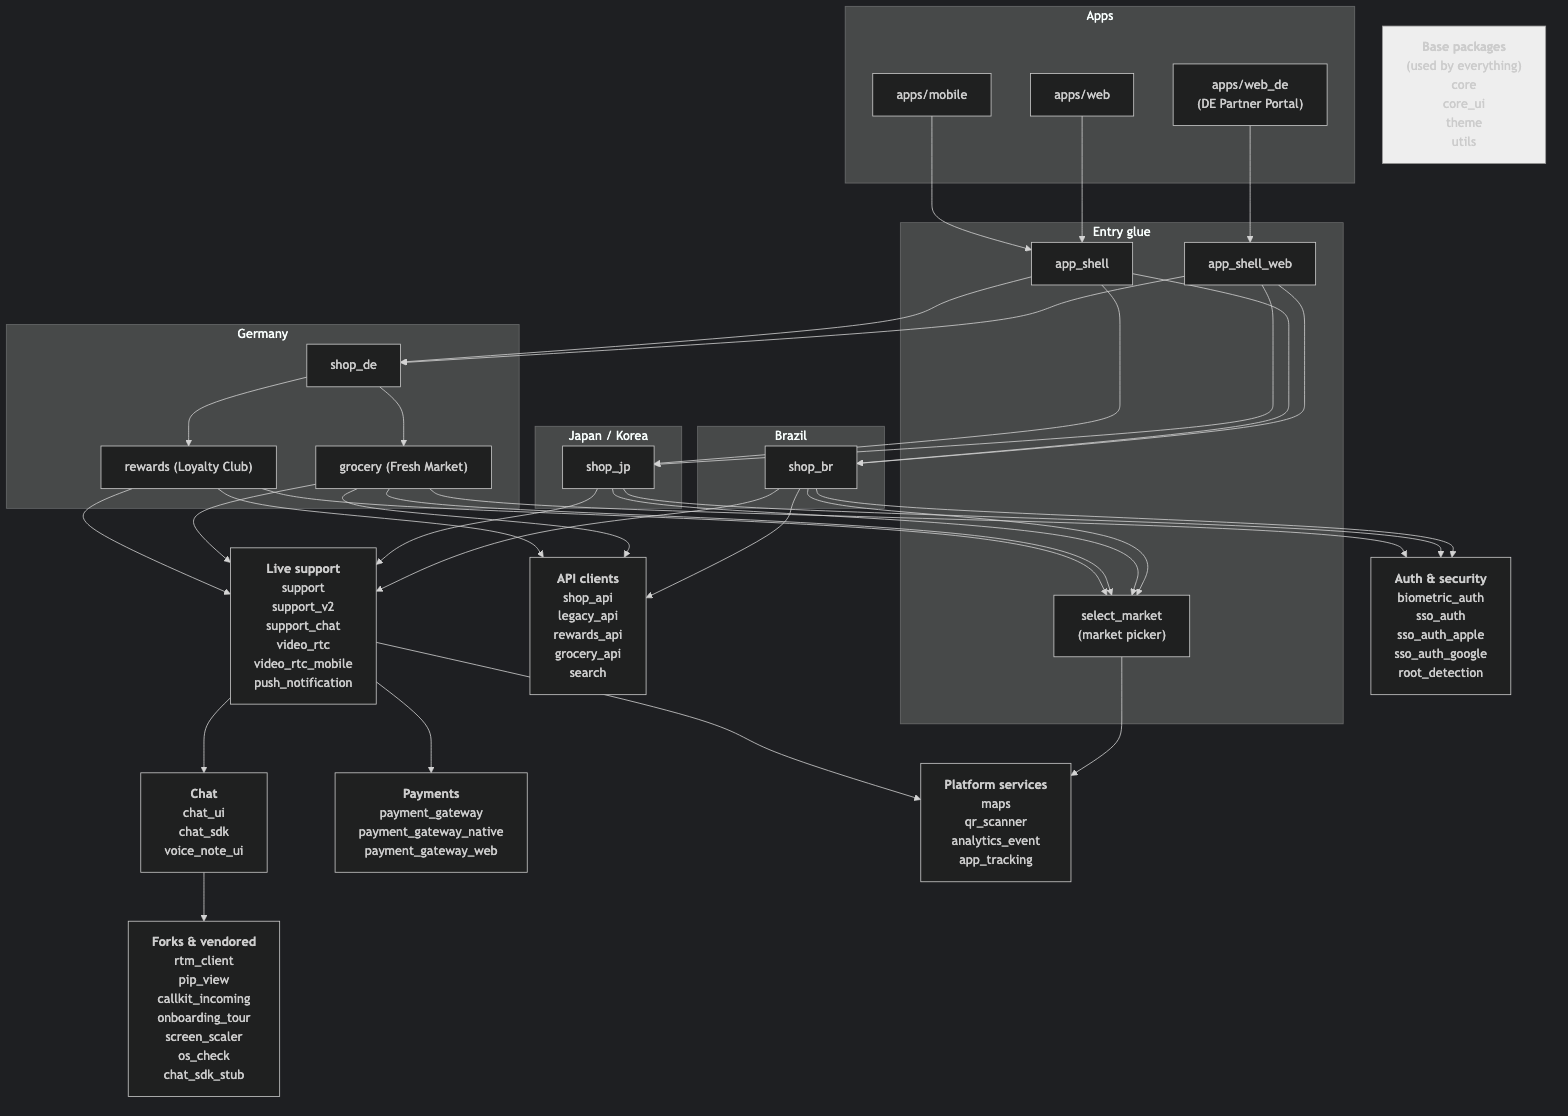 Apps
apps/mobile
apps/web
apps/web_de
(DE Partner Portal)
Base packages
(used by everything)
core
core_ui
theme
utils
Entry glue
app_shell
app_shell_web
Germany
shop_de
rewards (Loyalty Club)
grocery (Fresh Market)
Japan / Korea
shop_jp
Brazil
shop_br
Live support
support
support_v2
support_chat
video_rtc
video_rtc_mobile
push_notification
API clients
shop_api
legacy_api
rewards_api
grocery_api
search
select_market
(market picker)
Auth & security
biometric_auth
sso_auth
sso_auth_apple
sso_auth_google
root_detection
Chat
chat_ui
chat_sdk
voice_note_ui
Payments
payment_gateway
payment_gateway_native
payment_gateway_web
Platform services
maps
qr_scanner
analytics_event
app_tracking
Forks & vendored
rtm_client
pip_view
callkit_incoming
onboarding_tour
screen_scaler
os_check
chat_sdk_stub